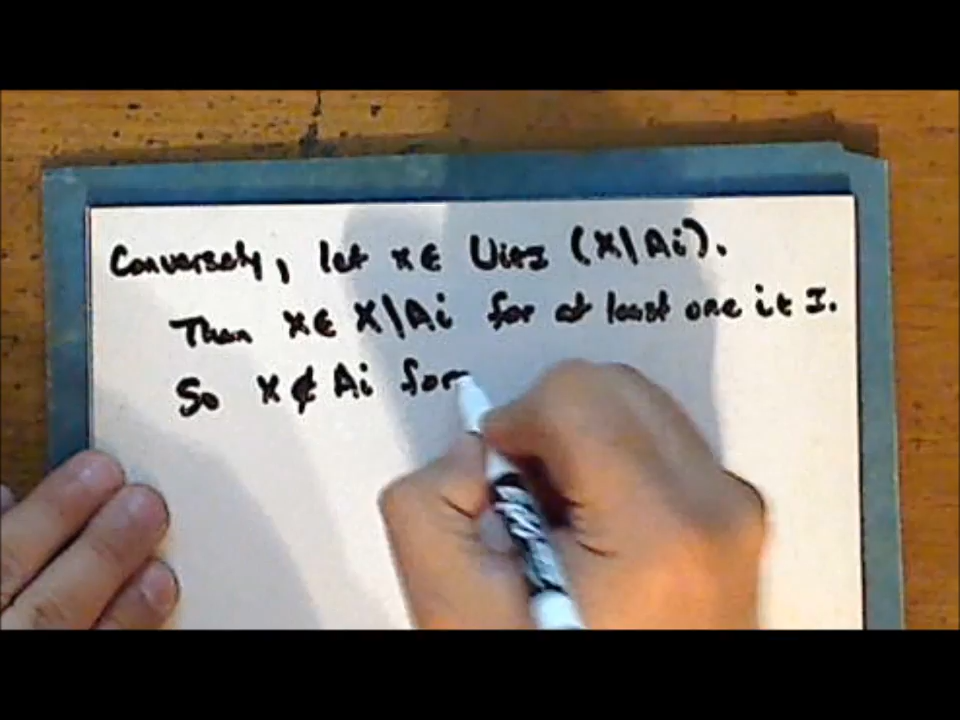 Conversely, let x ∈ ∪i∈I (X\Ai).
Then x ∈ X\Ai for at least one i ∈ I.
So x ∉ Ai for